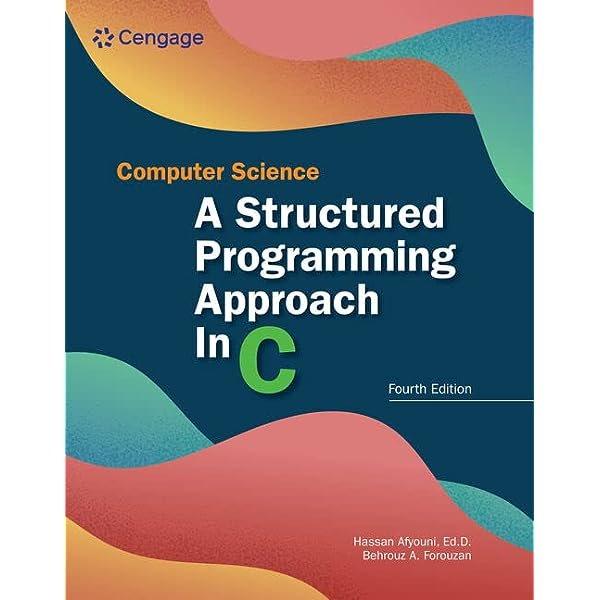 Cengage
Computer Science
A Structured
Programming
Approach
In C
Fourth Edition
Hassan Afyouni, Ed.D.
Behrouz A. Forouzan